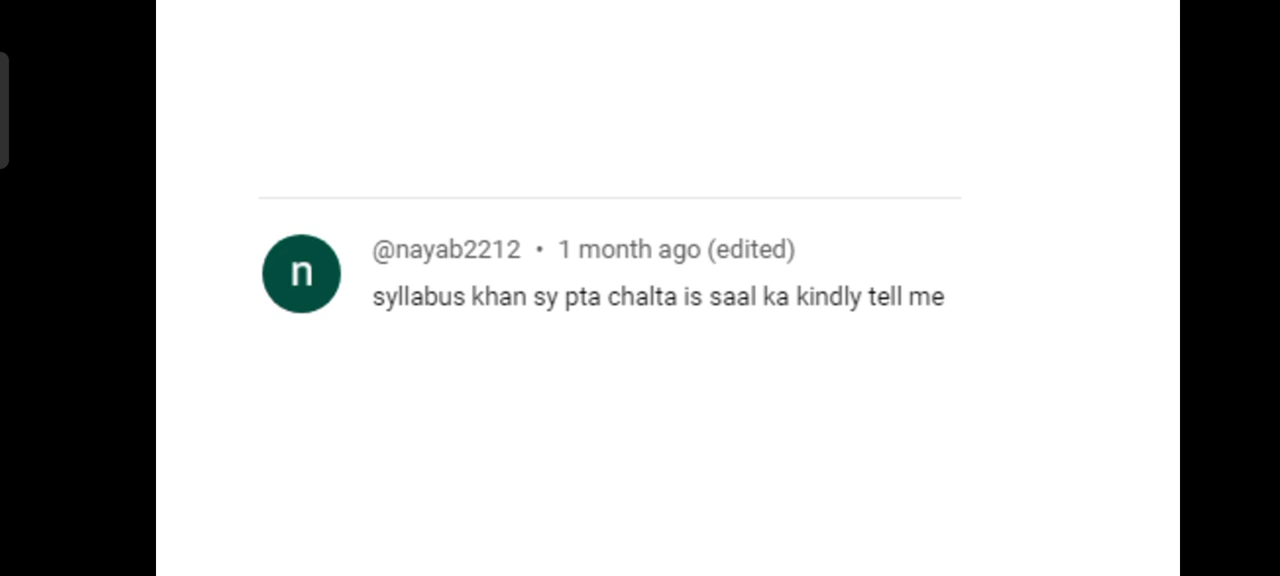 n
@nayab2212 • 1 month ago (edited)
syllabus khan sy pta chalta is saal ka kindly tell me